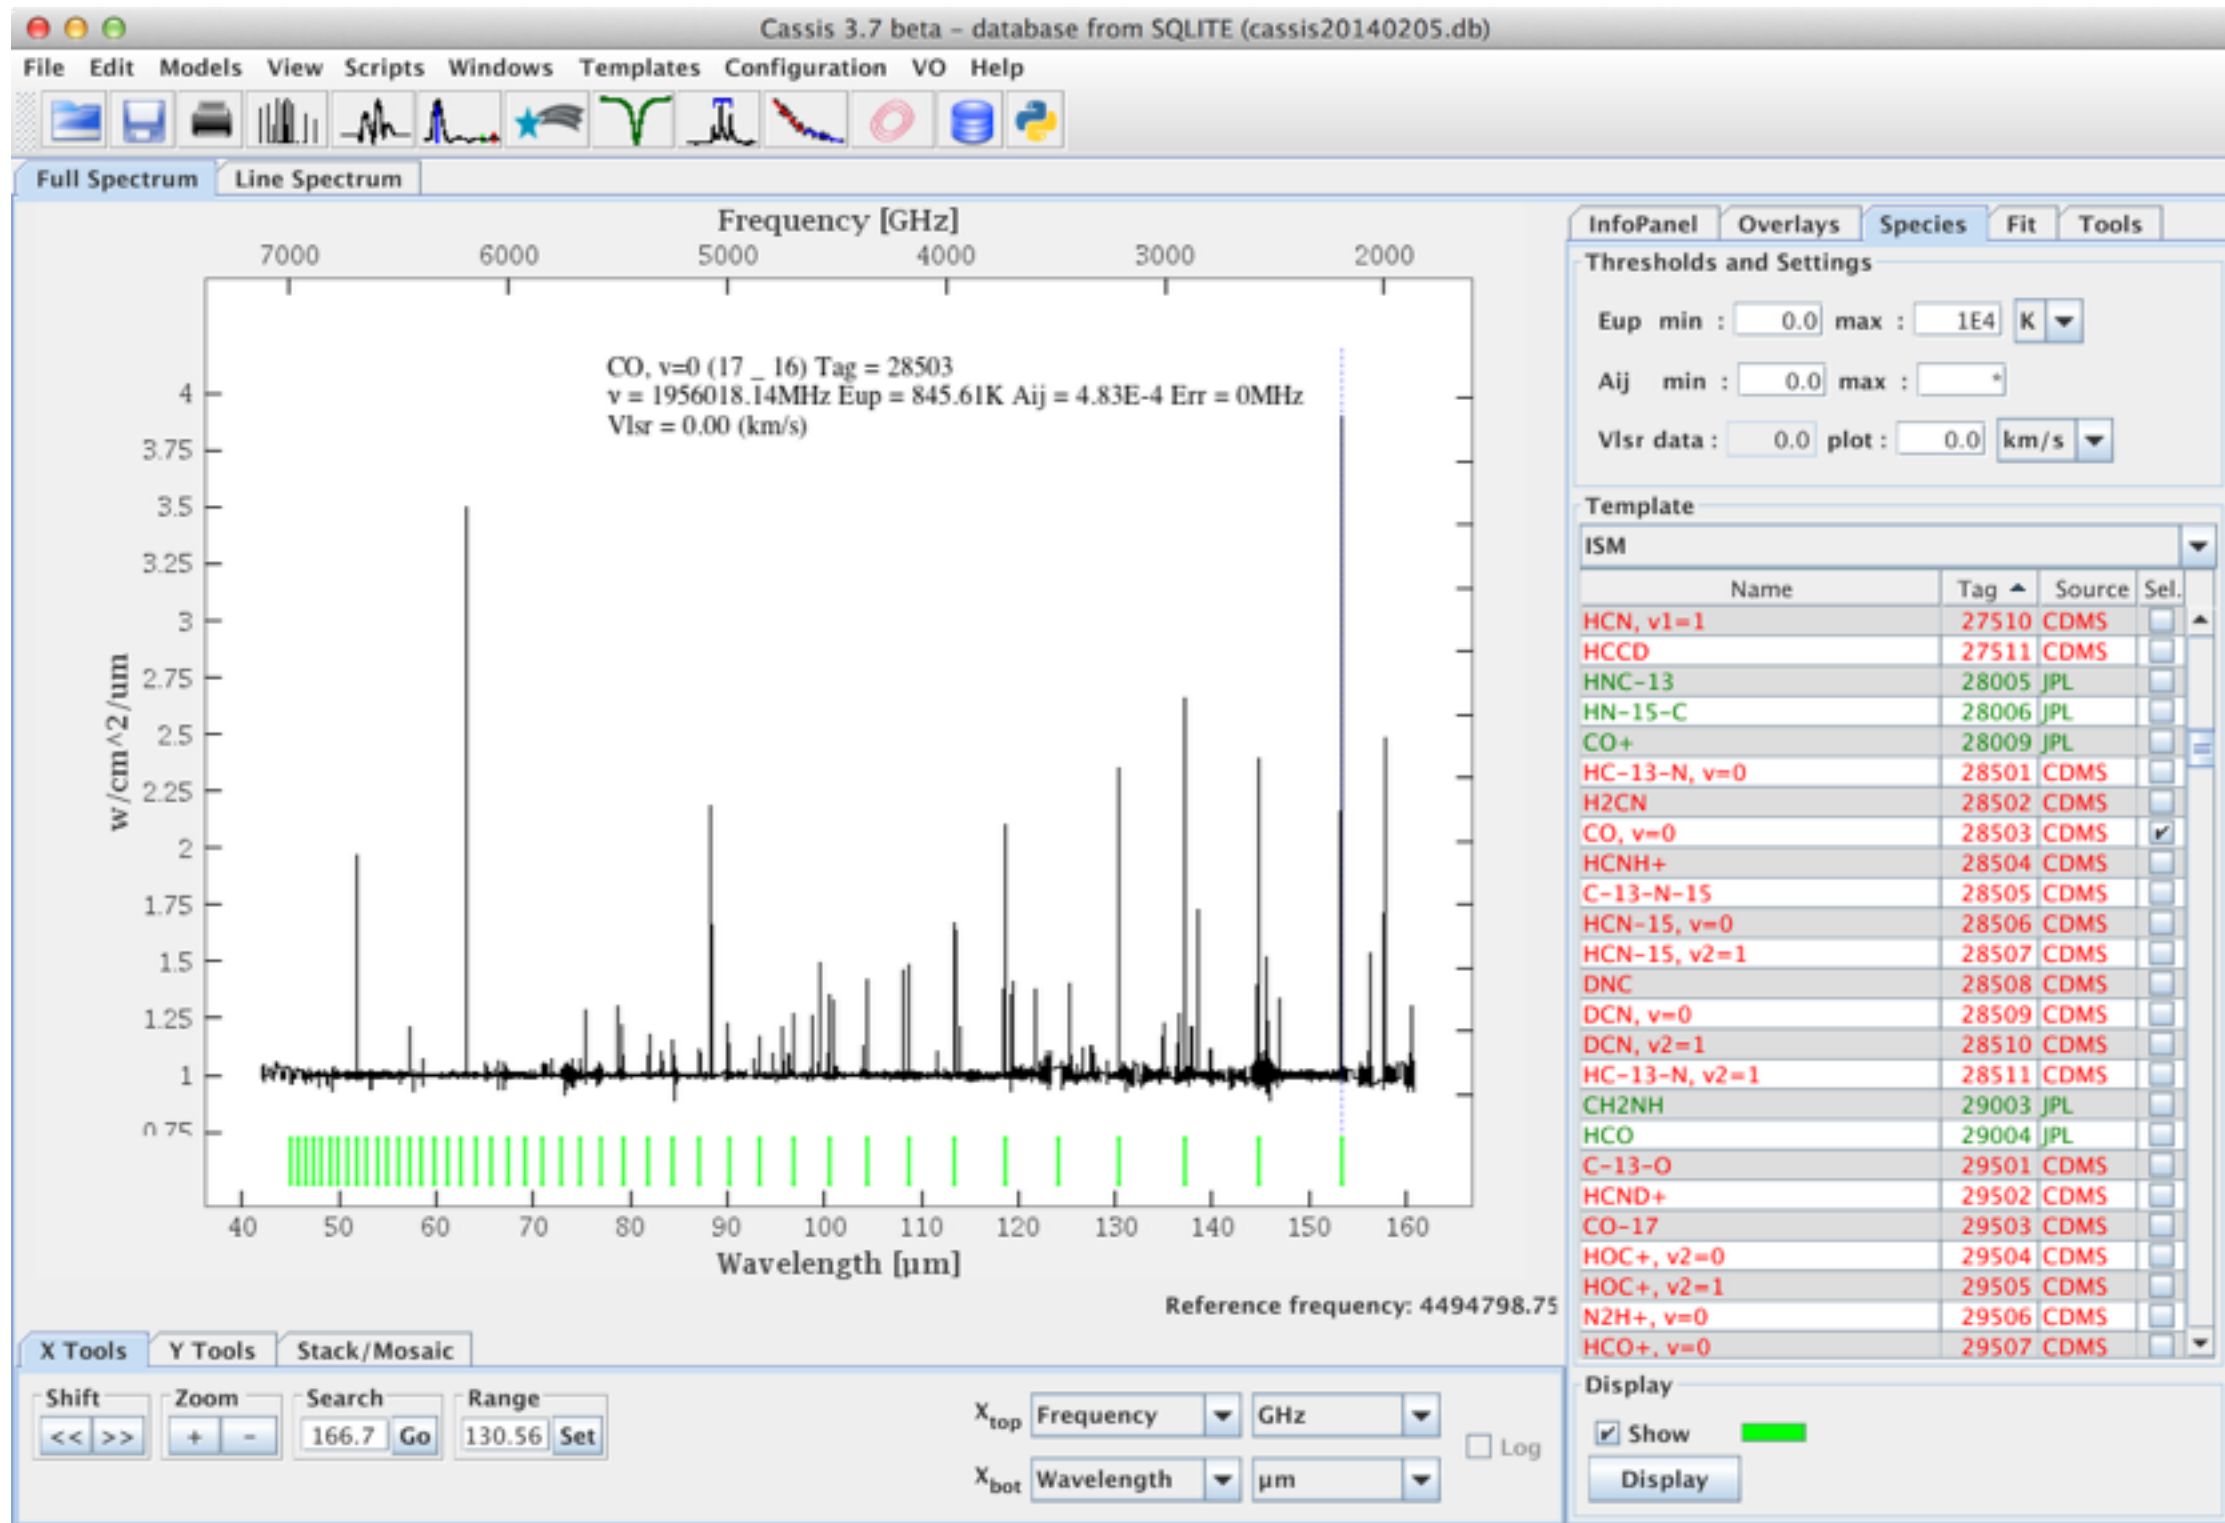 Cassis 3.7 beta – database from SQLITE (cassis20140205.db)
File Edit Models View Scripts Windows Templates Configuration VO Help
Full Spectrum Line Spectrum
Frequency [GHz]
7000 6000 5000 4000 3000 2000
CO, v=0 (17 _ 16) Tag = 28503
ν = 1956018.14MHz Eup = 845.61K Aij = 4.83E-4 Err = 0MHz
Vlsr = 0.00 (km/s)
4
3.75
3.5
3.25
3
2.75
2.5
2.25
2
1.75
1.5
1.25
1
0.75
w/cm^2/um
40 50 60 70 80 90 100 110 120 130 140 150 160
Wavelength [µm]
Reference frequency: 4494798.75
X Tools Y Tools Stack/Mosaic
Shift Zoom Search Range
<< >> + - 166.7 Go 130.56 Set
Xtop Frequency GHz
Log
Xbot Wavelength µm
InfoPanel Overlays Species Fit Tools
Thresholds and Settings
Eup min : 0.0 max : 1E4 K
Aij min : 0.0 max : *
Vlsr data : 0.0 plot : 0.0 km/s
Template
ISM
Name Tag Source Sel.
HCN, v1=1 27510 CDMS
HCCD 27511 CDMS
HNC-13 28005 JPL
HN-15-C 28006 JPL
CO+ 28009 JPL
HC-13-N, v=0 28501 CDMS
H2CN 28502 CDMS
CO, v=0 28503 CDMS
HCNH+ 28504 CDMS
C-13-N-15 28505 CDMS
HCN-15, v=0 28506 CDMS
HCN-15, v2=1 28507 CDMS
DNC 28508 CDMS
DCN, v=0 28509 CDMS
DCN, v2=1 28510 CDMS
HC-13-N, v2=1 28511 CDMS
CH2NH 29003 JPL
HCO 29004 JPL
C-13-O 29501 CDMS
HCND+ 29502 CDMS
CO-17 29503 CDMS
HOC+, v2=0 29504 CDMS
HOC+, v2=1 29505 CDMS
N2H+, v=0 29506 CDMS
HCO+, v=0 29507 CDMS
Display
Show
Display